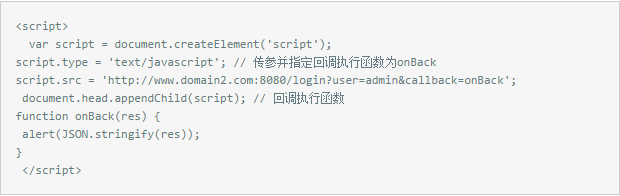 <script>
var script = document.createElement('script');
script.type = 'text/javascript'; // 传参并指定回调执行函数为onBack
script.src = 'http://www.domain2.com:8080/login?user=admin&callback=onBack';
document.head.appendChild(script); // 回调执行函数
function onBack(res) {
alert(JSON.stringify(res));
}
</script>